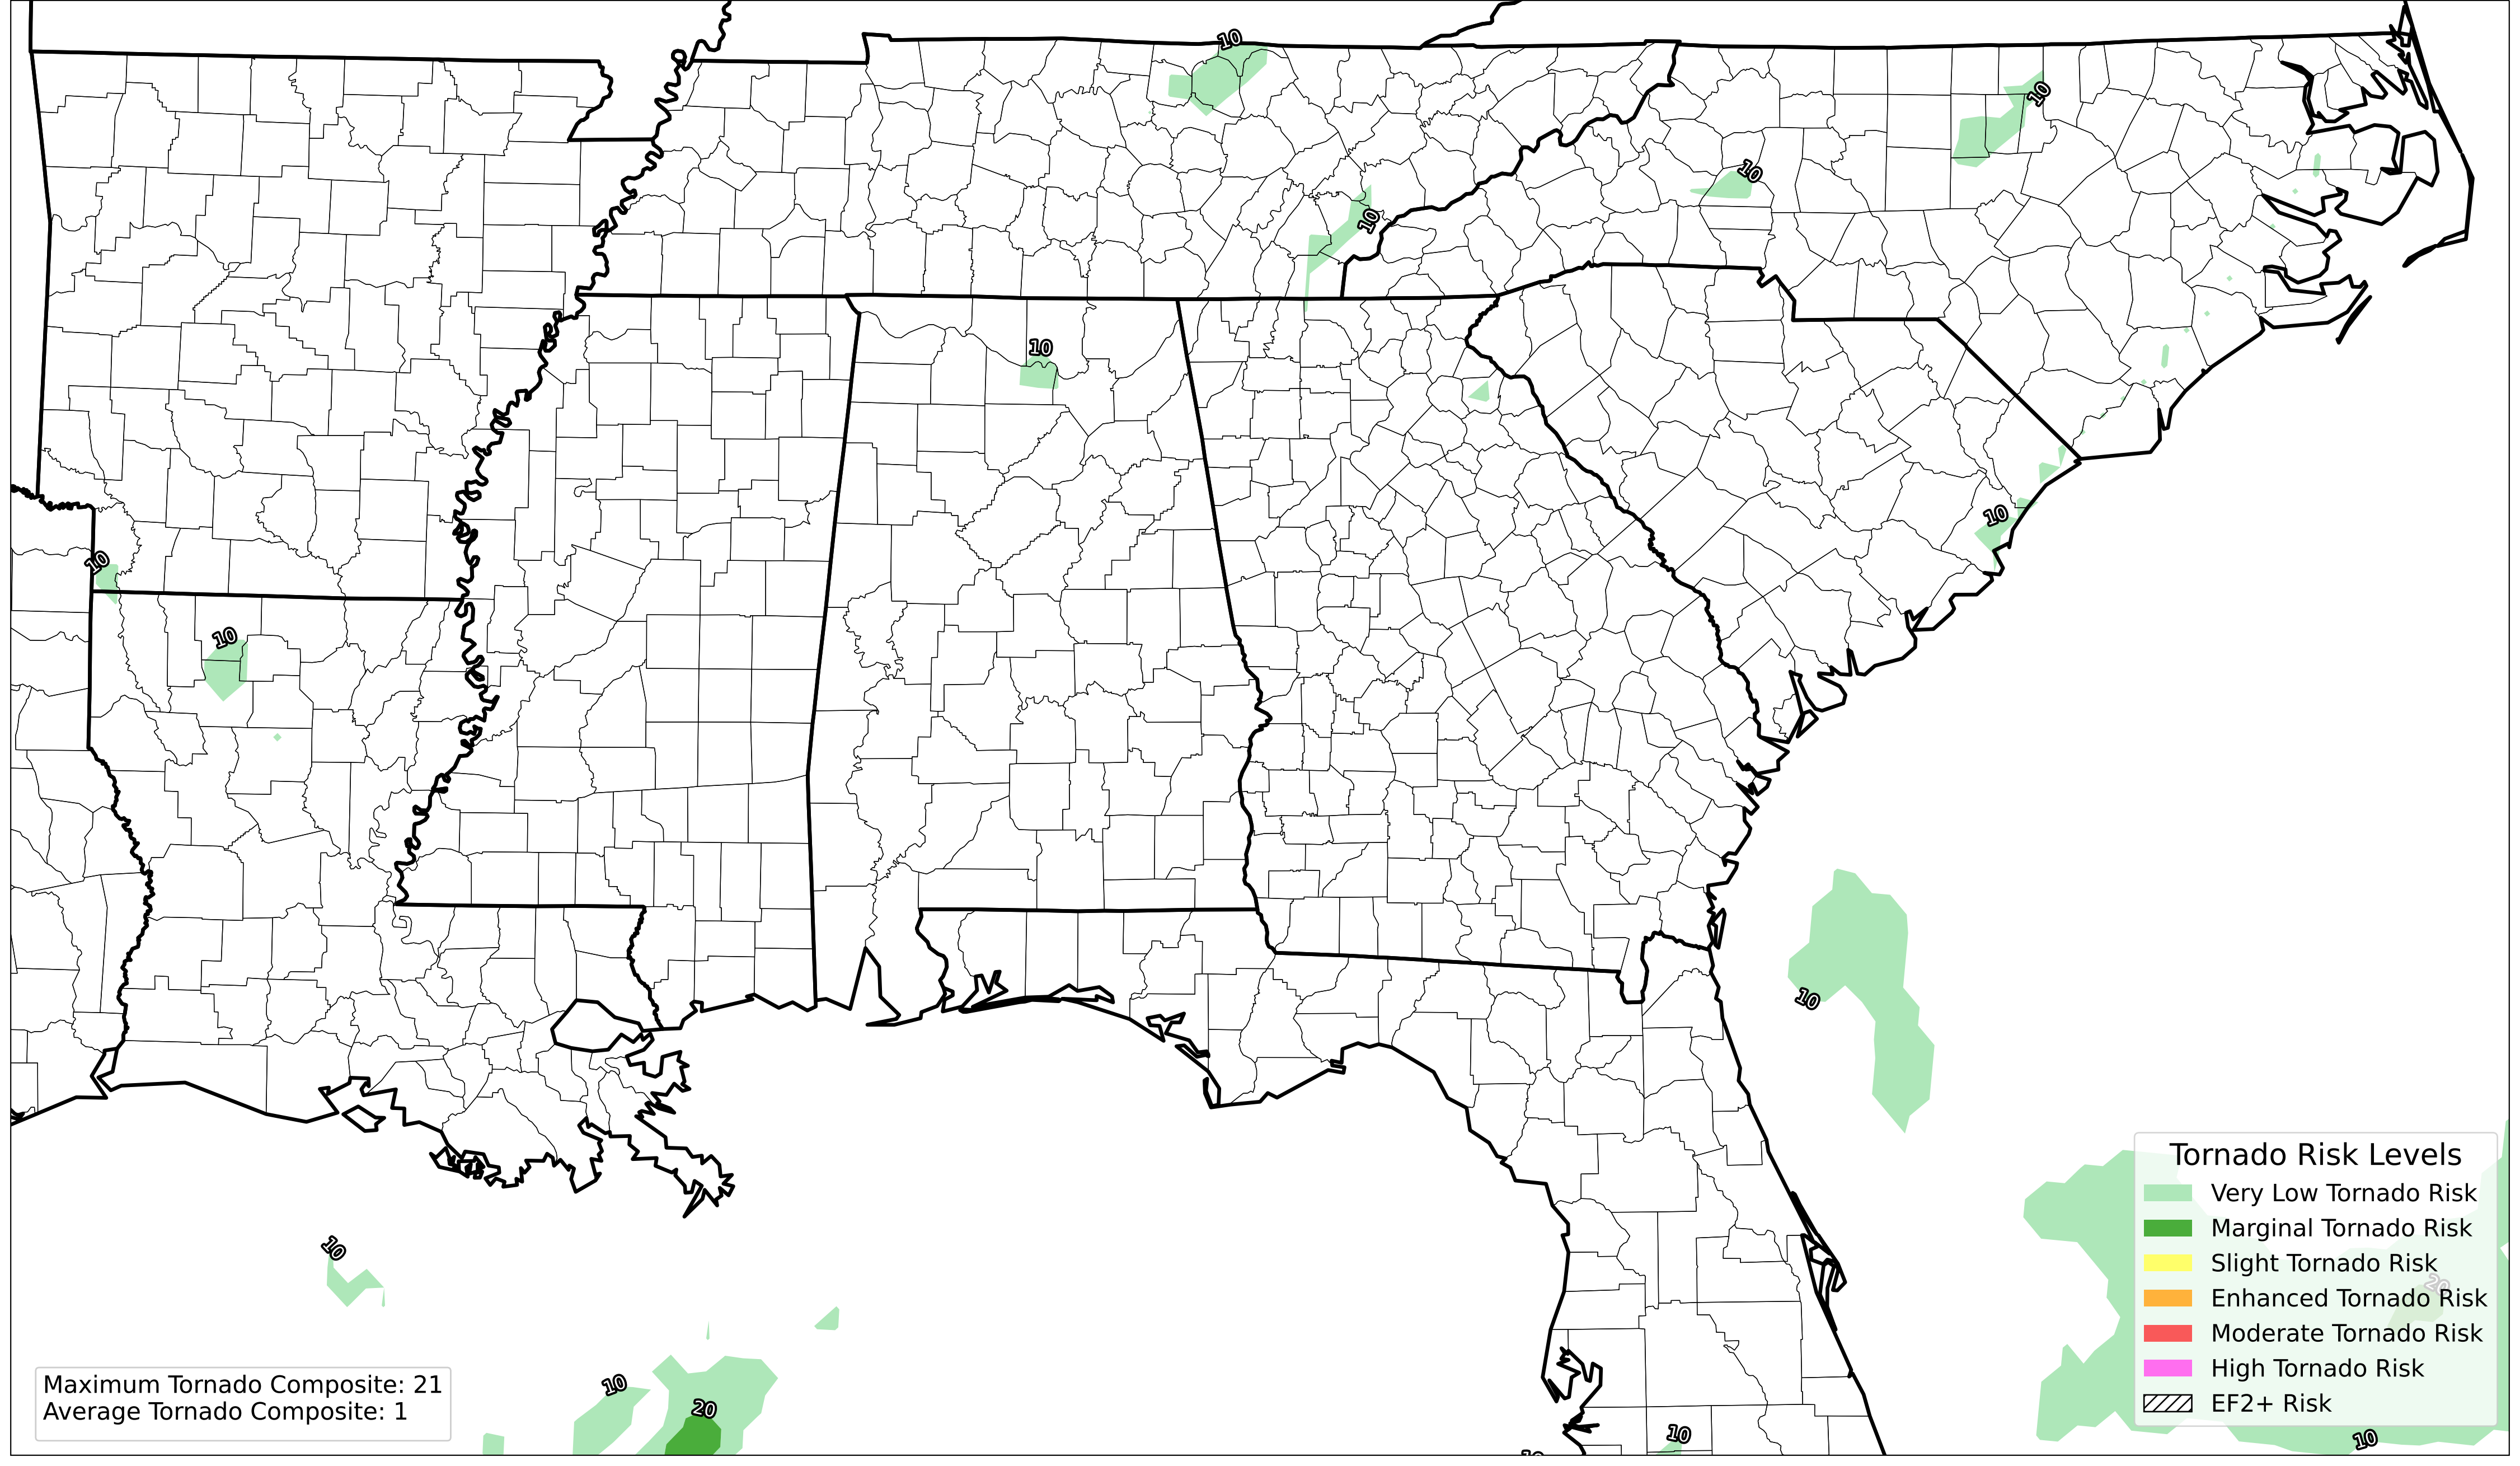 10
10
10
10
10
10
10
10
10
10
10
20
10
20
10
10
Tornado Risk Levels
Very Low Tornado Risk
Marginal Tornado Risk
Slight Tornado Risk
Enhanced Tornado Risk
Moderate Tornado Risk
High Tornado Risk
EF2+ Risk
Maximum Tornado Composite: 21
Average Tornado Composite: 1